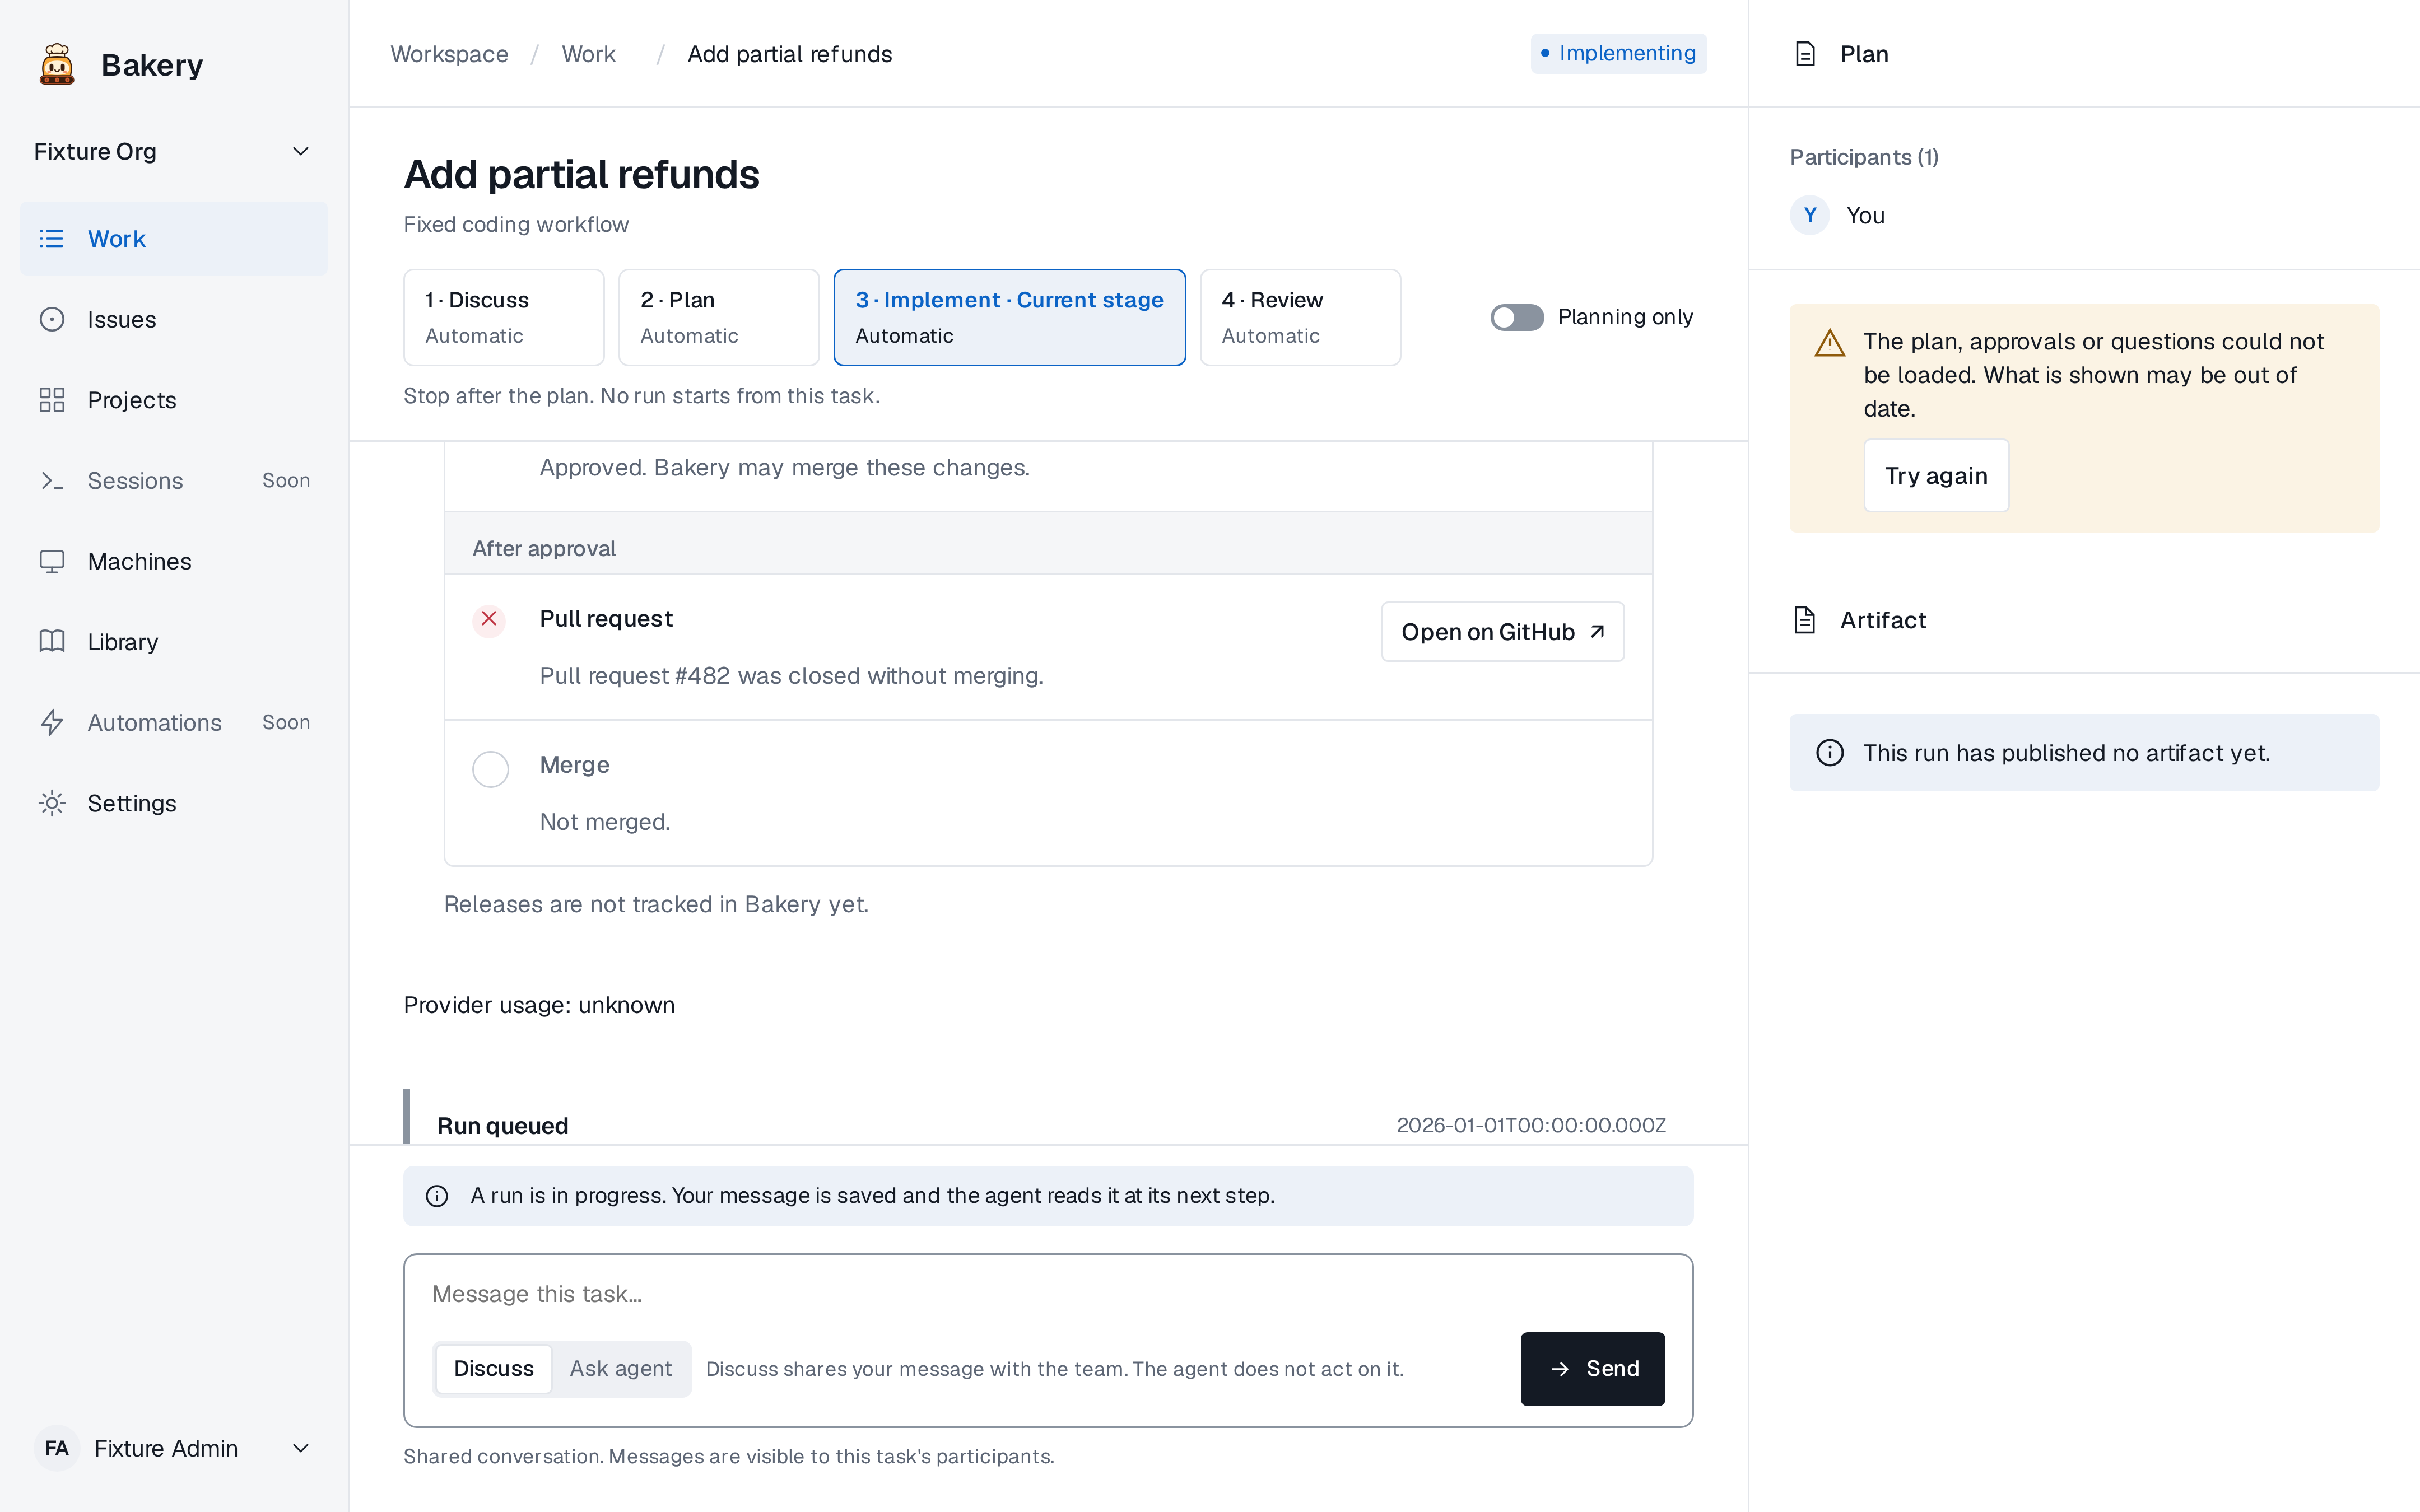 Bakery
Fixture Org
Work
Issues
Projects
Sessions Soon
Machines
Library
Automations Soon
Settings
FA Fixture Admin
Workspace / Work / Add partial refunds
Implementing
Add partial refunds
Fixed coding workflow
1 · Discuss
Automatic
2 · Plan
Automatic
3 · Implement · Current stage
Automatic
4 · Review
Automatic
Planning only
Stop after the plan. No run starts from this task.
Approved. Bakery may merge these changes.
After approval
Pull request
Open on GitHub
Pull request #482 was closed without merging.
Merge
Not merged.
Releases are not tracked in Bakery yet.
Provider usage: unknown
Run queued 2026-01-01T00:00:00.000Z
A run is in progress. Your message is saved and the agent reads it at its next step.
Message this task...
Discuss Ask agent Discuss shares your message with the team. The agent does not act on it. Send
Shared conversation. Messages are visible to this task's participants.
Plan
Participants (1)
Y You
The plan, approvals or questions could not
be loaded. What is shown may be out of
date.
Try again
Artifact
This run has published no artifact yet.